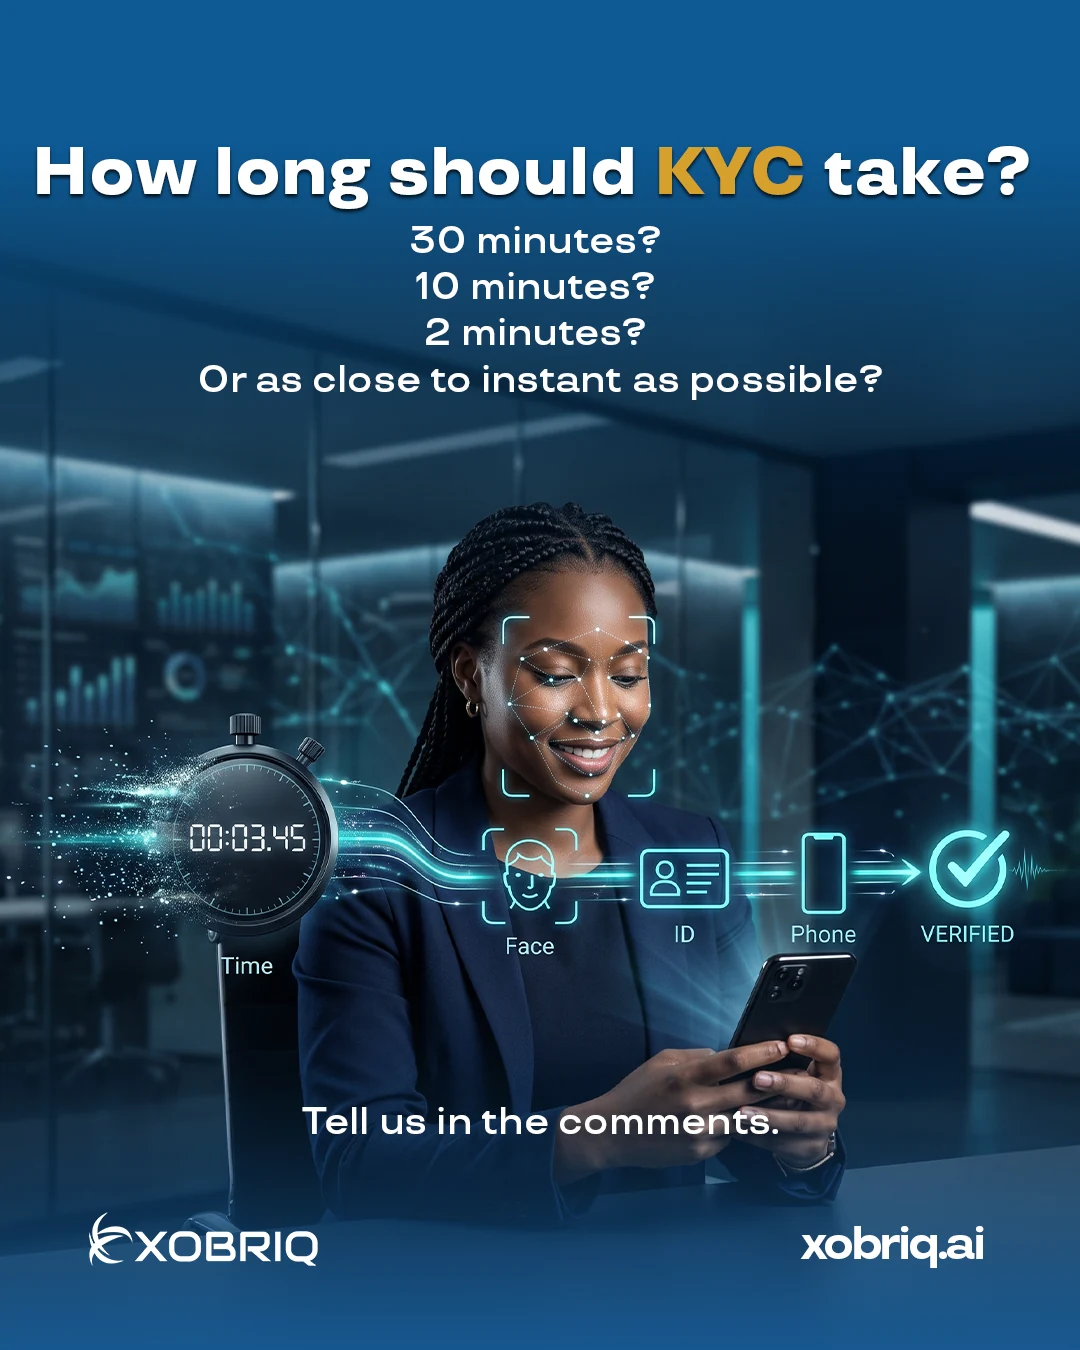 How long should KYC take?
30 minutes?
10 minutes?
2 minutes?
Or as close to instant as possible?
00:03.45
Time
Face
ID
Phone
VERIFIED
Tell us in the comments.
XOBRIQ
xobriq.ai